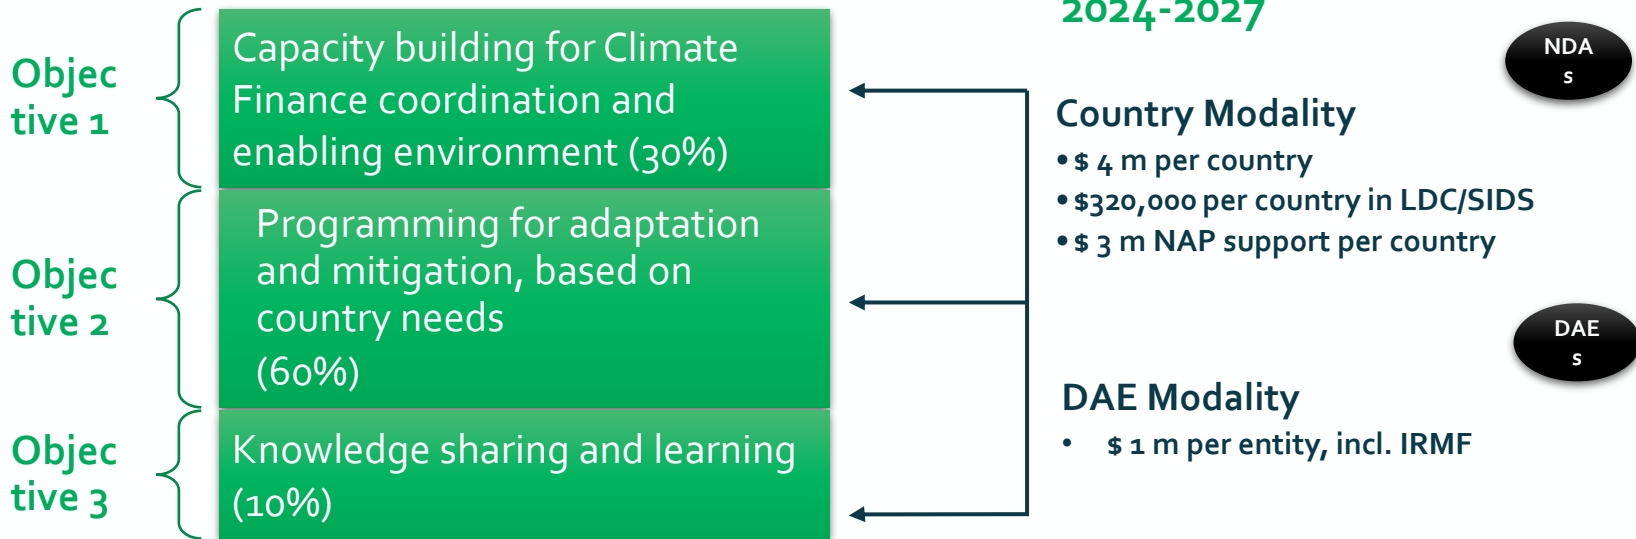 Objec
tive 1
Capacity building for Climate
Finance coordination and
enabling environment (30%)
Objec
tive 2
Programming for adaptation
and mitigation, based on
country needs
(60%)
Objec
tive 3
Knowledge sharing and learning
(10%)
2024-2027
NDA
s
Country Modality
• $ 4 m per country
• $320,000 per country in LDC/SIDS
• $ 3 m NAP support per country
DAE
s
DAE Modality
• $ 1 m per entity, incl. IRMF